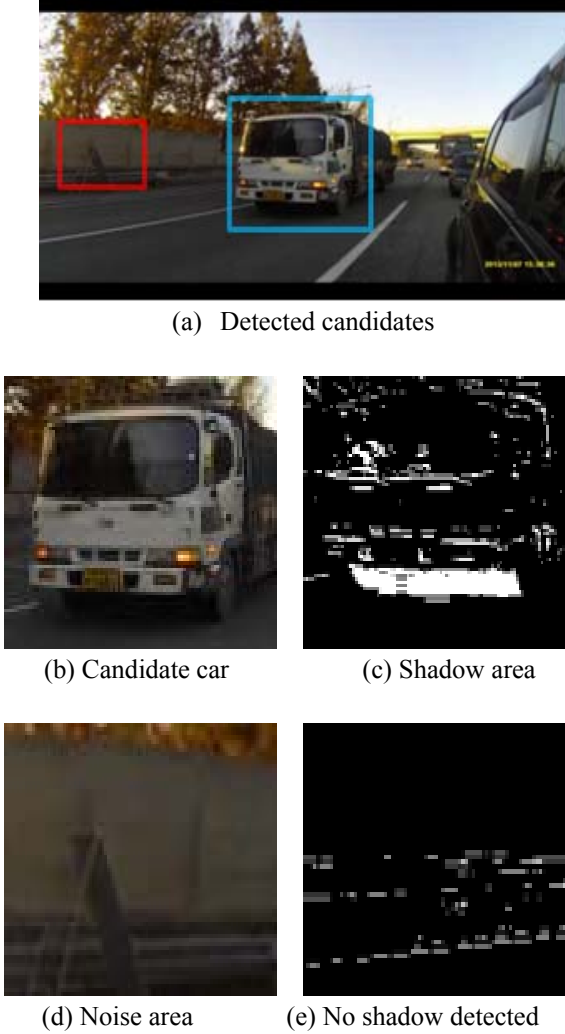 (a) Detected candidates
(b) Candidate car
(c) Shadow area
(d) Noise area
(e) No shadow detected